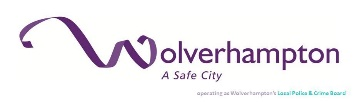 Wolverhampton
A Safe City
operating as Wolverhampton's Local Police & Crime Board